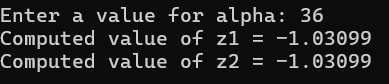 Enter a value for alpha: 36
Computed value of z1 = -1.03099
Computed value of z2 = -1.03099